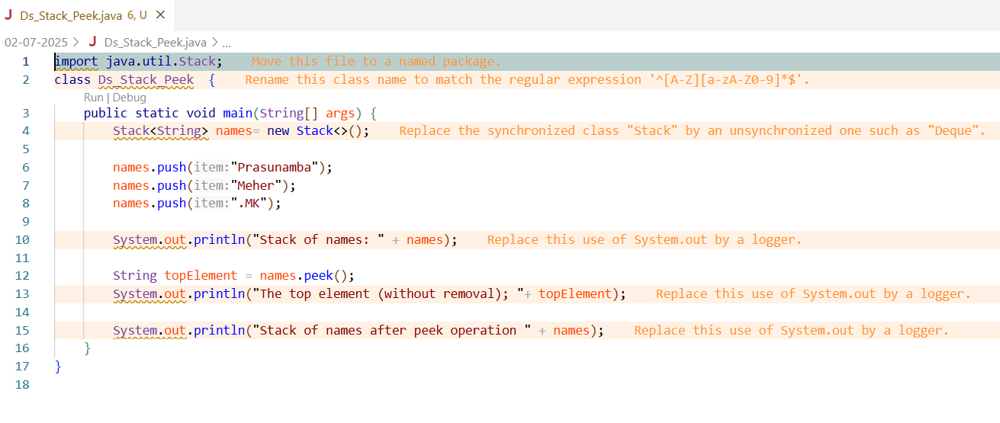 J Ds_Stack_Peek.java 6, U ×
02-07-2025 > J Ds_Stack_Peek.java > ...
1 import java.util.Stack; Move this file to a named package.
2 class Ds_Stack_Peek { Rename this class name to match the regular expression '^[A-Z][a-zA-Z0-9]*$'.
Run | Debug
3 public static void main(String[] args) {
4 Stack<String> names= new Stack<>(); Replace the synchronized class "Stack" by an unsynchronized one such as "Deque".
5
6 names.push(item:"Prasunamba");
7 names.push(item:"Meher");
8 names.push(item:".MK");
9
10 System.out.println("Stack of names: " + names); Replace this use of System.out by a logger.
11
12 String topElement = names.peek();
13 System.out.println("The top element (without removal); "+ topElement); Replace this use of System.out by a logger.
14
15 System.out.println("Stack of names after peek operation " + names); Replace this use of System.out by a logger.
16 }
17 }
18